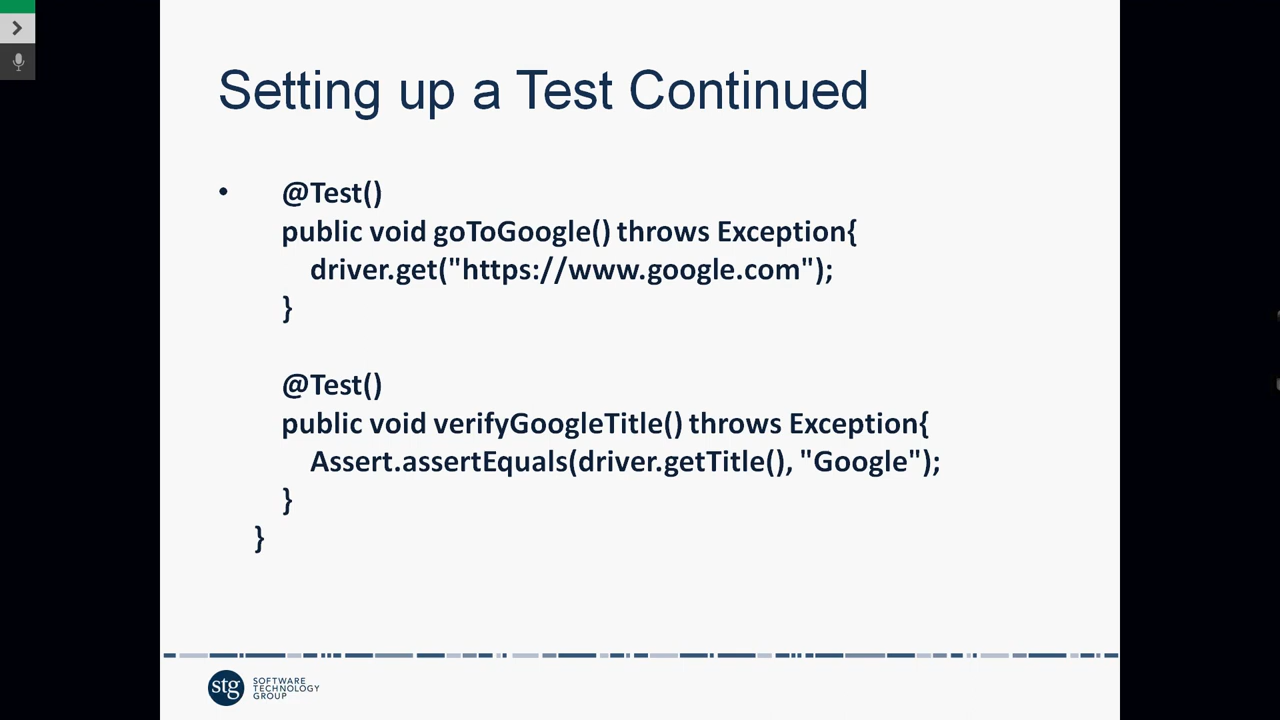 Setting up a Test Continued
• @Test()
public void goToGoogle() throws Exception{
driver.get("https://www.google.com");
}
@Test()
public void verifyGoogleTitle() throws Exception{
Assert.assertEquals(driver.getTitle(), "Google");
}
}
stg
SOFTWARE
TECHNOLOGY
GROUP